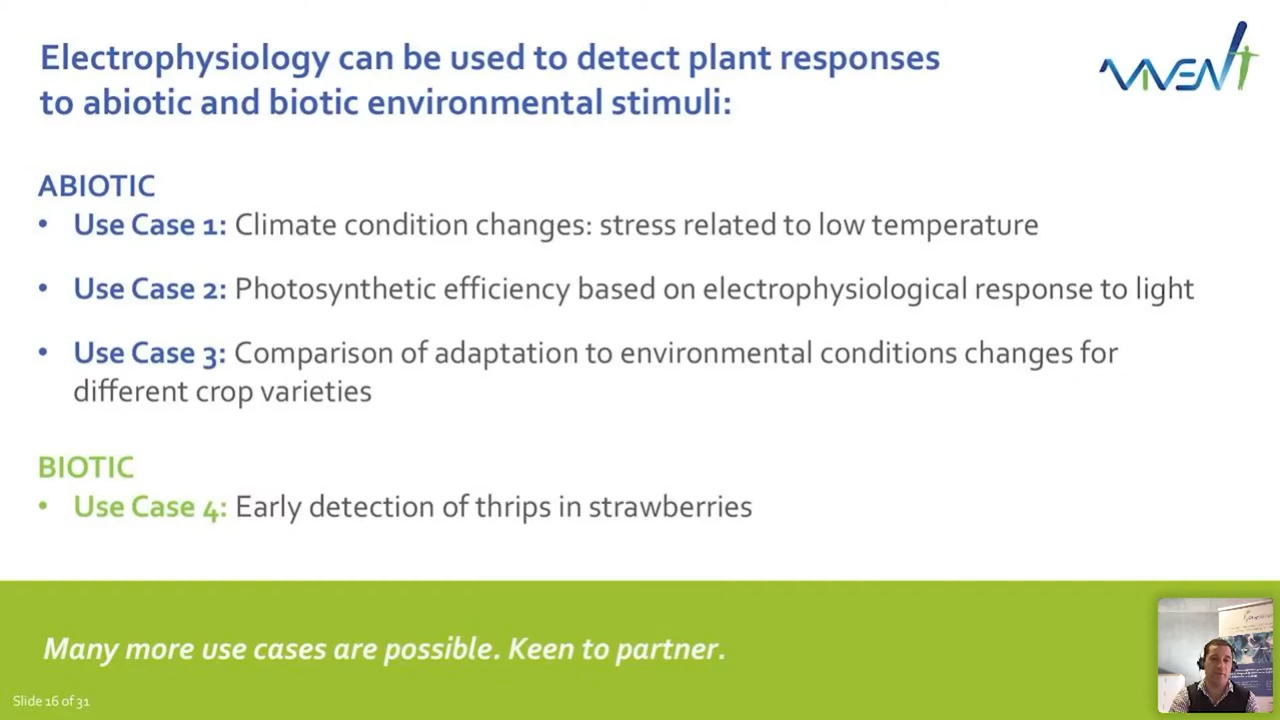 Electrophysiology can be used to detect plant responses
to abiotic and biotic environmental stimuli:
VIVENT
ABIOTIC
• Use Case 1: Climate condition changes: stress related to low temperature
• Use Case 2: Photosynthetic efficiency based on electrophysiological response to light
• Use Case 3: Comparison of adaptation to environmental conditions changes for
different crop varieties
BIOTIC
• Use Case 4: Early detection of thrips in strawberries
Many more use cases are possible. Keen to partner.
Slide 16 of 31